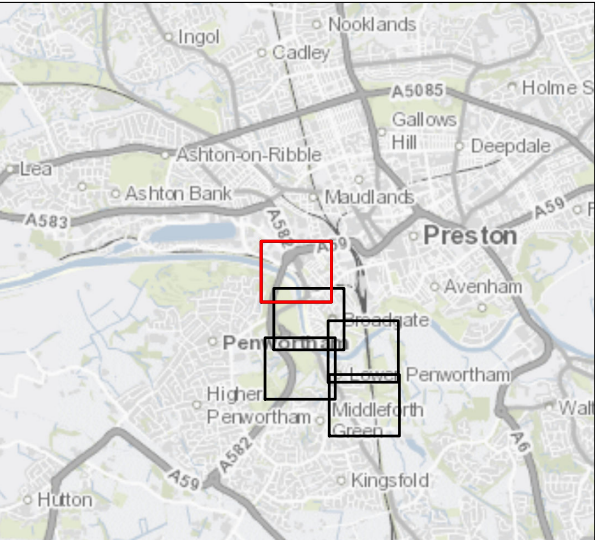 Nooklands
Ingol
Cadley
A5085
Holme S
Gallows
Hill
Deepdale
Ashton-on-Ribble
Lea
Ashton Bank
Maudlands
A59
A583
A582
A59
Preston
Avenham
Broadgate
Penwortham
Lower Penwortham
Higher
Penwortham
Middleforth
Green
Walt
A6
A582
A59
Kingsfold
Hutton